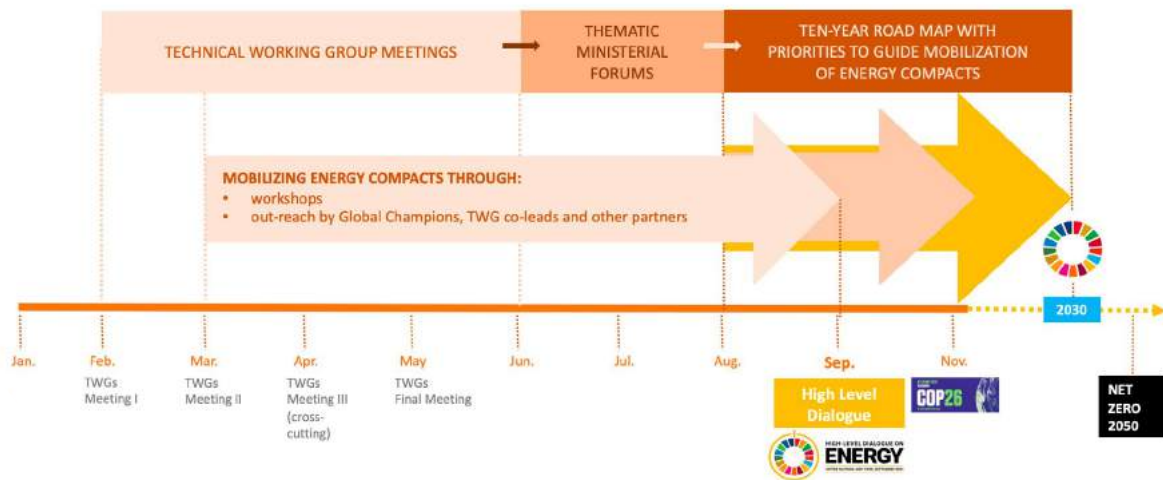 TECHNICAL WORKING GROUP MEETINGS
THEMATIC
MINISTERIAL
FORUMS
TEN-YEAR ROAD MAP WITH
PRIORITIES TO GUIDE MOBILIZATION
OF ENERGY COMPACTS
MOBILIZING ENERGY COMPACTS THROUGH:
• workshops
• out-reach by Global Champions, TWG co-leads and other partners
2030
Jan.
Feb.
Mar.
Apr.
May
Jun.
Jul.
Aug.
Sep.
Nov.
TWGs
Meeting I
TWGs
Meeting II
TWGs
Meeting III
(cross-
cutting)
TWGs
Final Meeting
High Level
Dialogue
COP26
NET
ZERO
2050
HIGH-LEVEL DIALOGUE ON
ENERGY